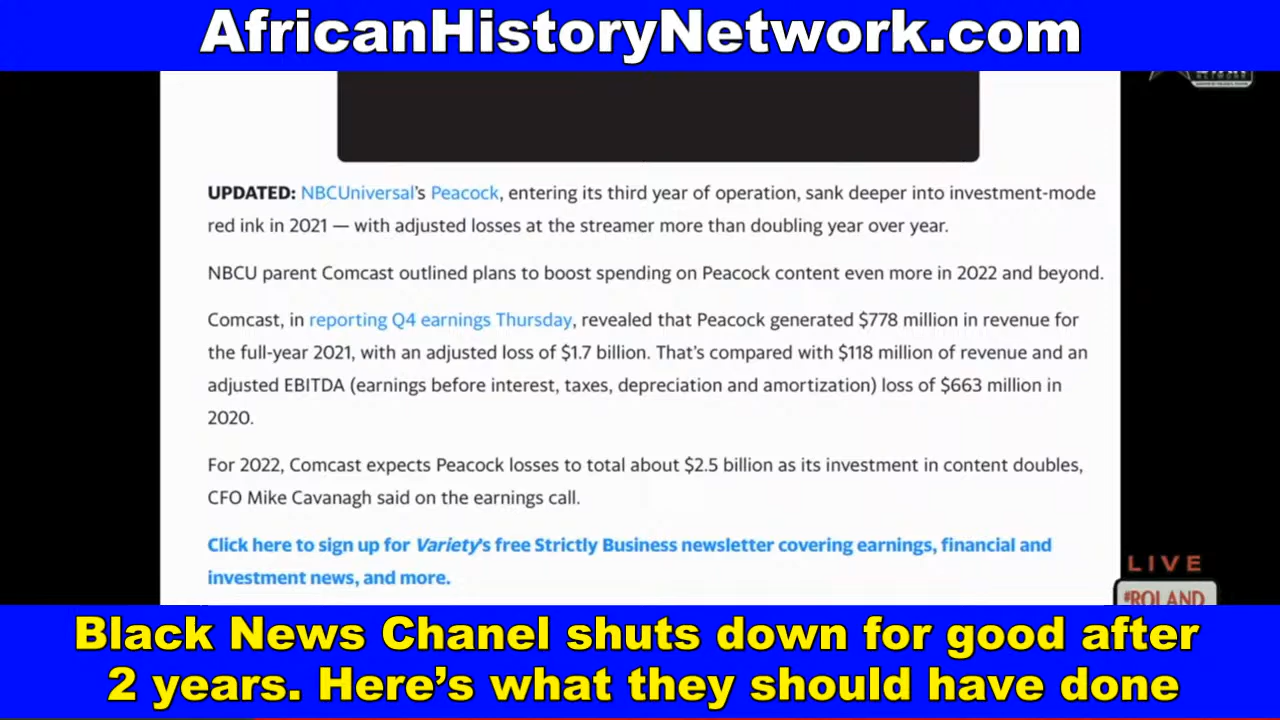 AfricanHistoryNetwork.com
UPDATED: NBCUniversal's Peacock, entering its third year of operation, sank deeper into investment-mode
red ink in 2021 — with adjusted losses at the streamer more than doubling year over year.
NBCU parent Comcast outlined plans to boost spending on Peacock content even more in 2022 and beyond.
Comcast, in reporting Q4 earnings Thursday, revealed that Peacock generated $778 million in revenue for
the full-year 2021, with an adjusted loss of $1.7 billion. That's compared with $118 million of revenue and an
adjusted EBITDA (earnings before interest, taxes, depreciation and amortization) loss of $663 million in
2020.
For 2022, Comcast expects Peacock losses to total about $2.5 billion as its investment in content doubles,
CFO Mike Cavanagh said on the earnings call.
Click here to sign up for Variety's free Strictly Business newsletter covering earnings, financial and
investment news, and more.
LIVE
#ROLAND
Black News Chanel shuts down for good after
2 years. Here's what they should have done